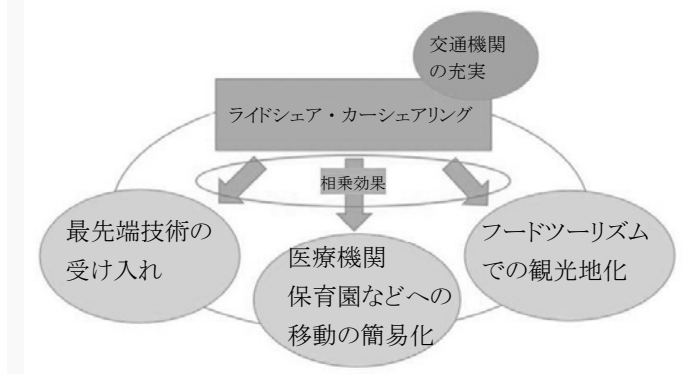 交通機関
の充実
ライドシェア・カーシェアリング
相乗効果
最先端技術の
受け入れ
医療機関
保育園などへの
移動の簡易化
フードツーリズム
での観光地化